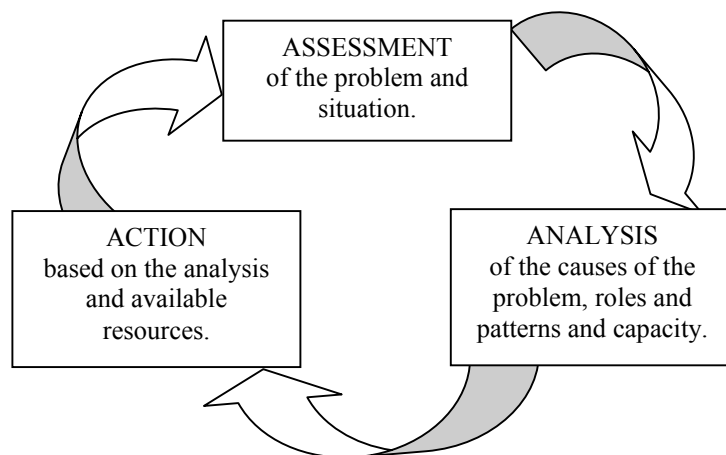 ASSESSMENT
of the problem and
situation.
ACTION
based on the analysis
and available
resources.
ANALYSIS
of the causes of the
problem, roles and
patterns and capacity.